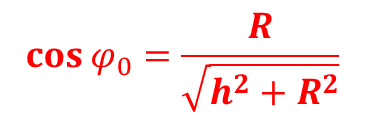 cos φ₀ = R / √(h² + R²)